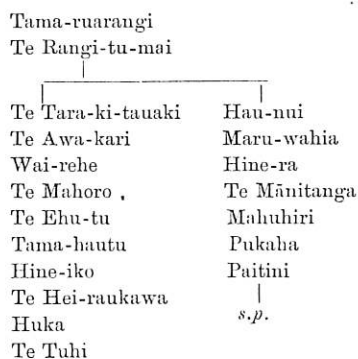 Tama-ruarangi
Te Rangi-tu-mai
Te Tara-ki-tauaki Hau-nui
Te Awa-kari Maru-wahia
Wai-rehe Hine-ra
Te Mahoro , Te Mānitanga
Te Ehu-tu Mahuhiri
Tama-hautu Pukaha
Hine-iko Paitini
Te Hei-raukawa s.p.
Huka
Te Tuhi